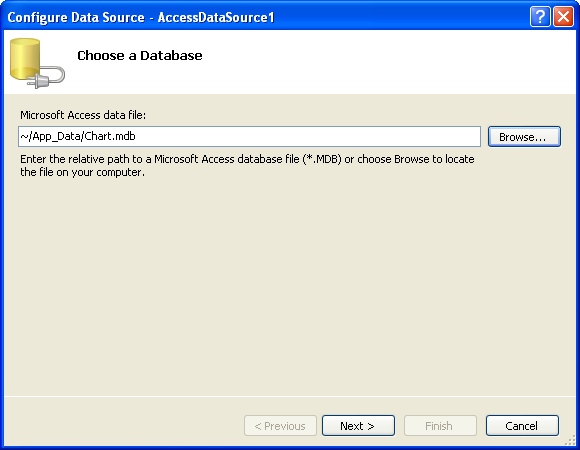 Configure Data Source - AccessDataSource1
?
Choose a Database
Microsoft Access data file:
~/App_Data/Chart.mdb
Browse...
Enter the relative path to a Microsoft Access database file (*.MDB) or choose Browse to locate
the file on your computer.
< Previous
Next >
Finish
Cancel